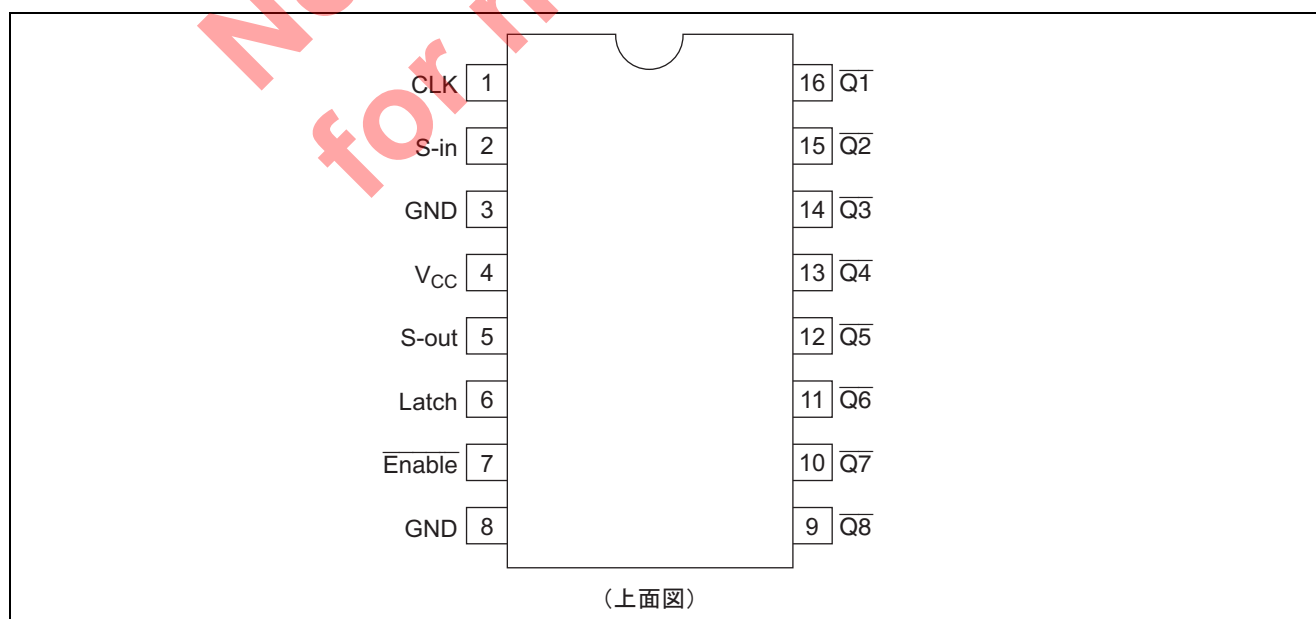 for
CLK 1
S-in 2
GND 3
VCC 4
S-out 5
Latch 6
Enable 7
GND 8
16 Q1
15 Q2
14 Q3
13 Q4
12 Q5
11 Q6
10 Q7
9 Q8
(上面図)